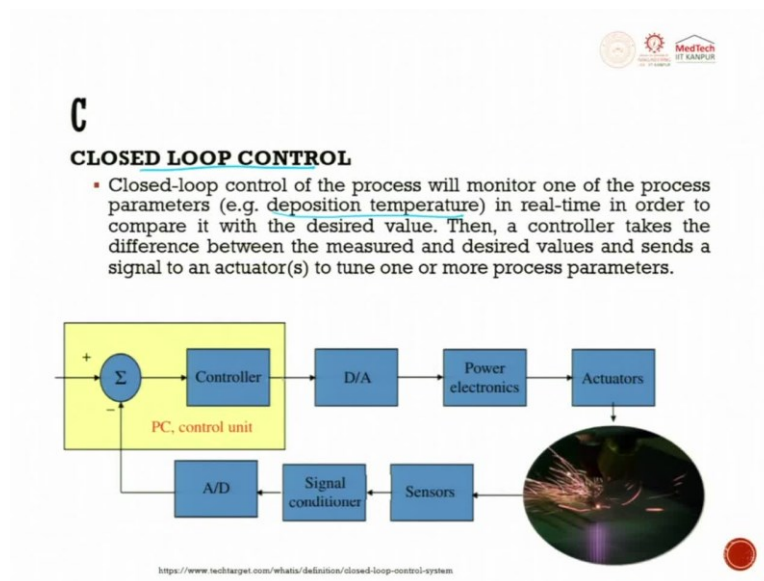 MedTech
IIT KANPUR
C
CLOSED LOOP CONTROL
▪ Closed-loop control of the process will monitor one of the process
parameters (e.g. deposition temperature) in real-time in order to
compare it with the desired value. Then, a controller takes the
difference between the measured and desired values and sends a
signal to an actuator(s) to tune one or more process parameters.
+
Σ
Controller
D/A
Power
electronics
Actuators
−
PC, control unit
A/D
Signal
conditioner
Sensors
https://www.techtarget.com/whatis/definition/closed-loop-control-system